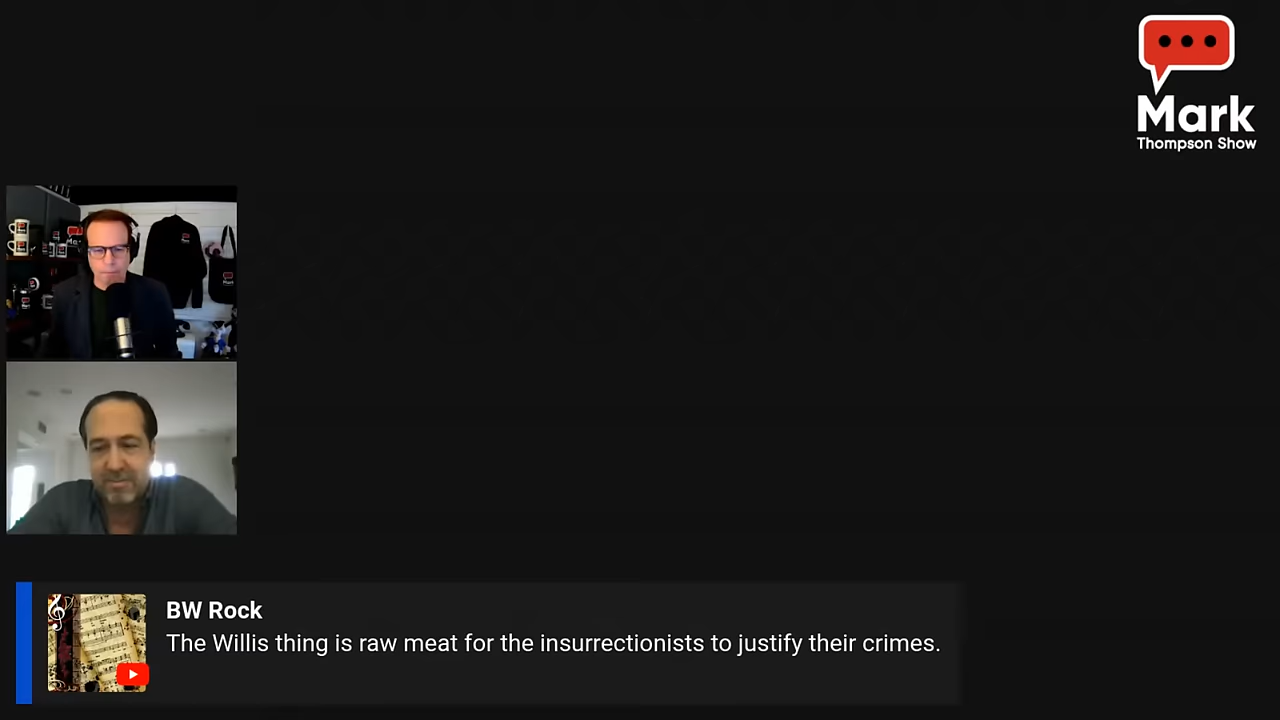 Mark
Thompson Show
BW Rock
The Willis thing is raw meat for the insurrectionists to justify their crimes.